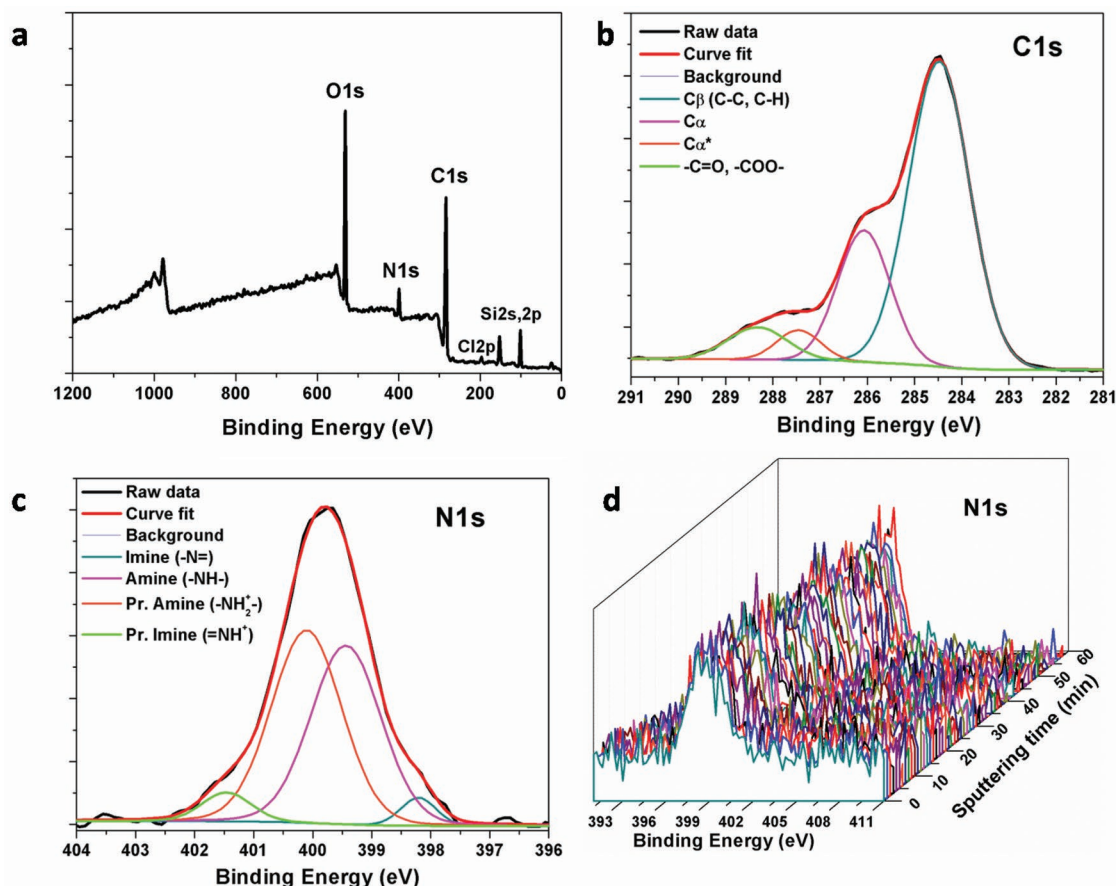 a
O1s
C1s
N1s
Cl2p
Si2s,2p
1200 1000 800 600 400 200 0
Binding Energy (eV)
b
Raw data
Curve fit
Background
Cβ (C-C, C-H)
Cα
Cα*
-C=O, -COO-
C1s
291 290 289 288 287 286 285 284 283 282 281
Binding Energy (eV)
c
Raw data
Curve fit
Background
Imine (-N=)
Amine (-NH-)
Pr. Amine (-NH₂⁺-)
Pr. Imine (=NH⁺)
N1s
404 403 402 401 400 399 398 397 396
Binding Energy (eV)
d
N1s
393 396 399 402 405 408 411
Binding Energy (eV)
0 10 20 30 40 50 60
Sputtering time (min)